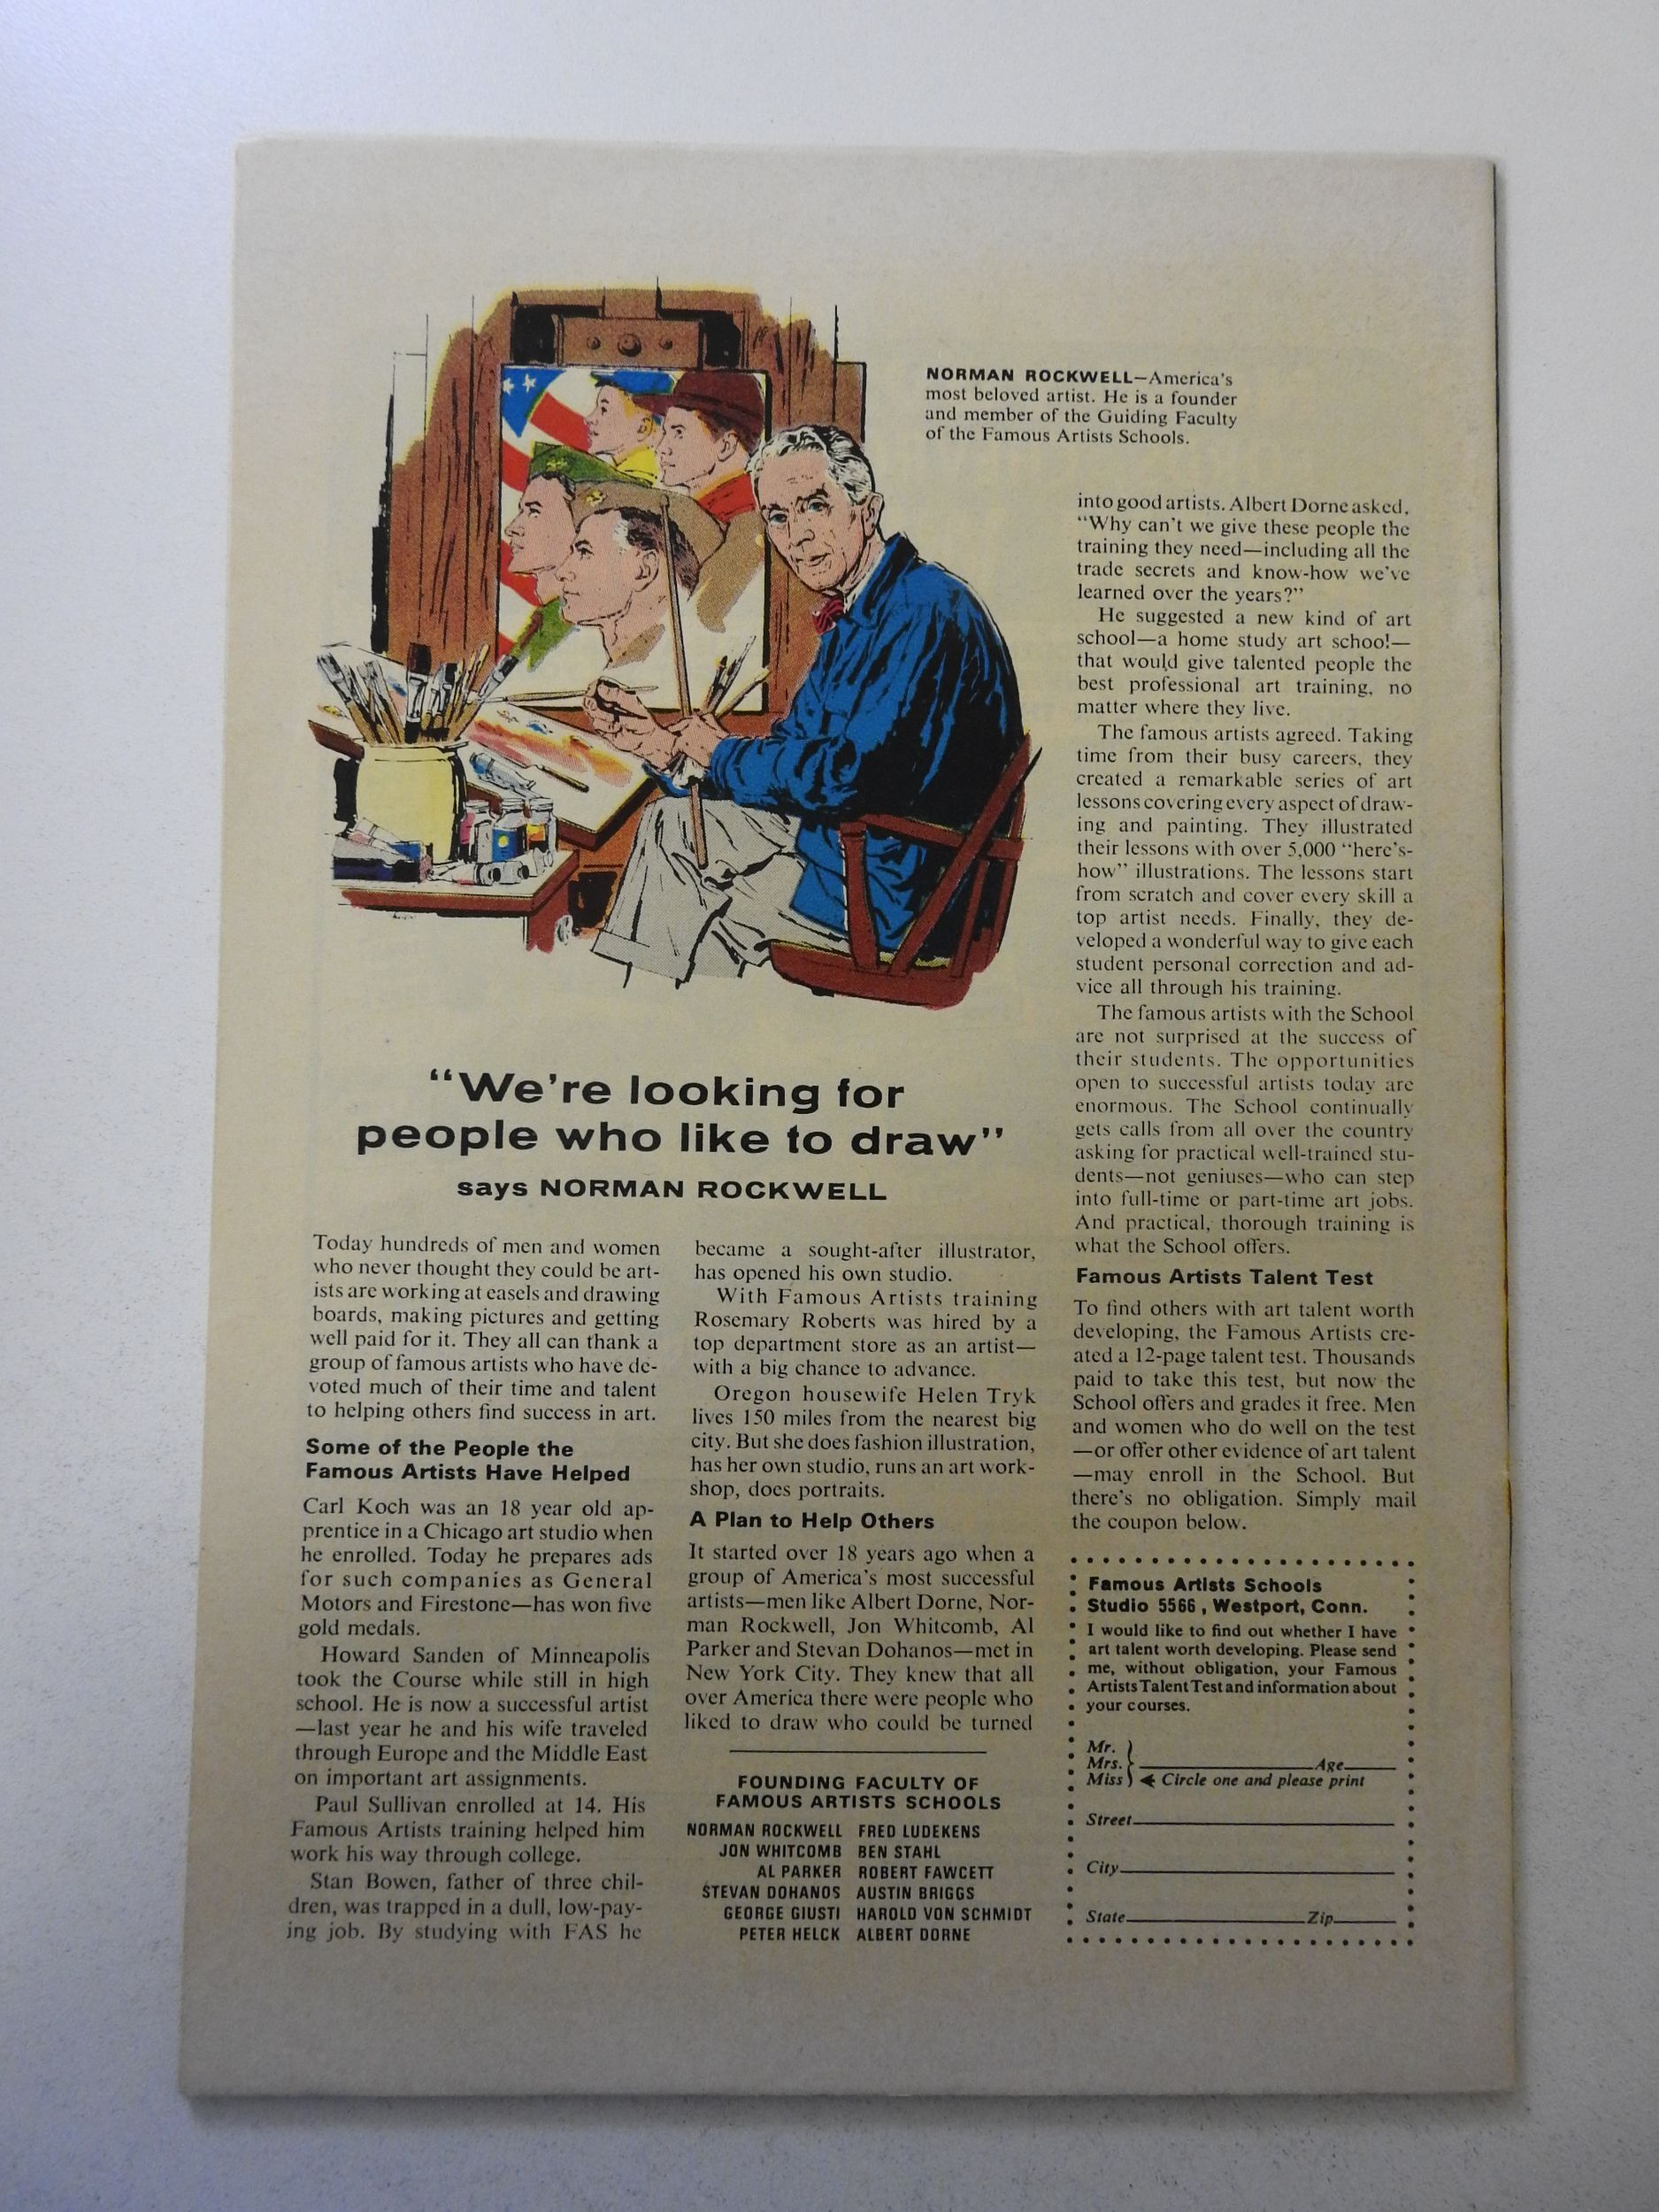 NORMAN ROCKWELL—America's
most beloved artist. He is a founder
and member of the Guiding Faculty
of the Famous Artists Schools.
"We're looking for
people who like to draw"
says NORMAN ROCKWELL
Today hundreds of men and women
who never thought they could be art-
ists are working at easels and drawing
boards, making pictures and getting
well paid for it. They all can thank a
group of famous artists who have de-
voted much of their time and talent
to helping others find success in art.
Some of the People the
Famous Artists Have Helped
Carl Koch was an 18 year old ap-
prentice in a Chicago art studio when
he enrolled. Today he prepares ads
for such companies as General
Motors and Firestone—has won five
gold medals.
Howard Sanden of Minneapolis
took the Course while still in high
school. He is now a successful artist
—last year he and his wife traveled
through Europe and the Middle East
on important art assignments.
Paul Sullivan enrolled at 14. His
Famous Artists training helped him
work his way through college.
Stan Bowen, father of three chil-
dren, was trapped in a dull, low-pay-
ing job. By studying with FAS he
became a sought-after illustrator,
has opened his own studio.
With Famous Artists training
Rosemary Roberts was hired by a
top department store as an artist—
with a big chance to advance.
Oregon housewife Helen Tryk
lives 150 miles from the nearest big
city. But she does fashion illustration,
has her own studio, runs an art work-
shop, does portraits.
A Plan to Help Others
It started over 18 years ago when a
group of America's most successful
artists—men like Albert Dorne, Nor-
man Rockwell, Jon Whitcomb, Al
Parker and Stevan Dohanos—met in
New York City. They knew that all
over America there were people who
liked to draw who could be turned
FOUNDING FACULTY OF
FAMOUS ARTISTS SCHOOLS
NORMAN ROCKWELL FRED LUDEKENS
JON WHITCOMB BEN STAHL
AL PARKER ROBERT FAWCETT
STEVAN DOHANOS AUSTIN BRIGGS
GEORGE GIUSTI HAROLD VON SCHMIDT
PETER HELCK ALBERT DORNE
into good artists. Albert Dorne asked,
"Why can't we give these people the
training they need—including all the
trade secrets and know-how we've
learned over the years?"
He suggested a new kind of art
school—a home study art school—
that would give talented people the
best professional art training, no
matter where they live.
The famous artists agreed. Taking
time from their busy careers, they
created a remarkable series of art
lessons covering every aspect of draw-
ing and painting. They illustrated
their lessons with over 5,000 "here's-
how" illustrations. The lessons start
from scratch and cover every skill a
top artist needs. Finally, they de-
veloped a wonderful way to give each
student personal correction and ad-
vice all through his training.
The famous artists with the School
are not surprised at the success of
their students. The opportunities
open to successful artists today are
enormous. The School continually
gets calls from all over the country
asking for practical well-trained stu-
dents—not geniuses—who can step
into full-time or part-time art jobs.
And practical, thorough training is
what the School offers.
Famous Artists Talent Test
To find others with art talent worth
developing, the Famous Artists cre-
ated a 12-page talent test. Thousands
paid to take this test, but now the
School offers and grades it free. Men
and women who do well on the test
—or offer other evidence of art talent
—may enroll in the School. But
there's no obligation. Simply mail
the coupon below.
Famous Artists Schools
Studio 5566, Westport, Conn.
I would like to find out whether I have
art talent worth developing. Please send
me, without obligation, your Famous
Artists Talent Test and information about
your courses.
Mr.
Mrs. Age
Miss Circle one and please print
Street
City
State Zip